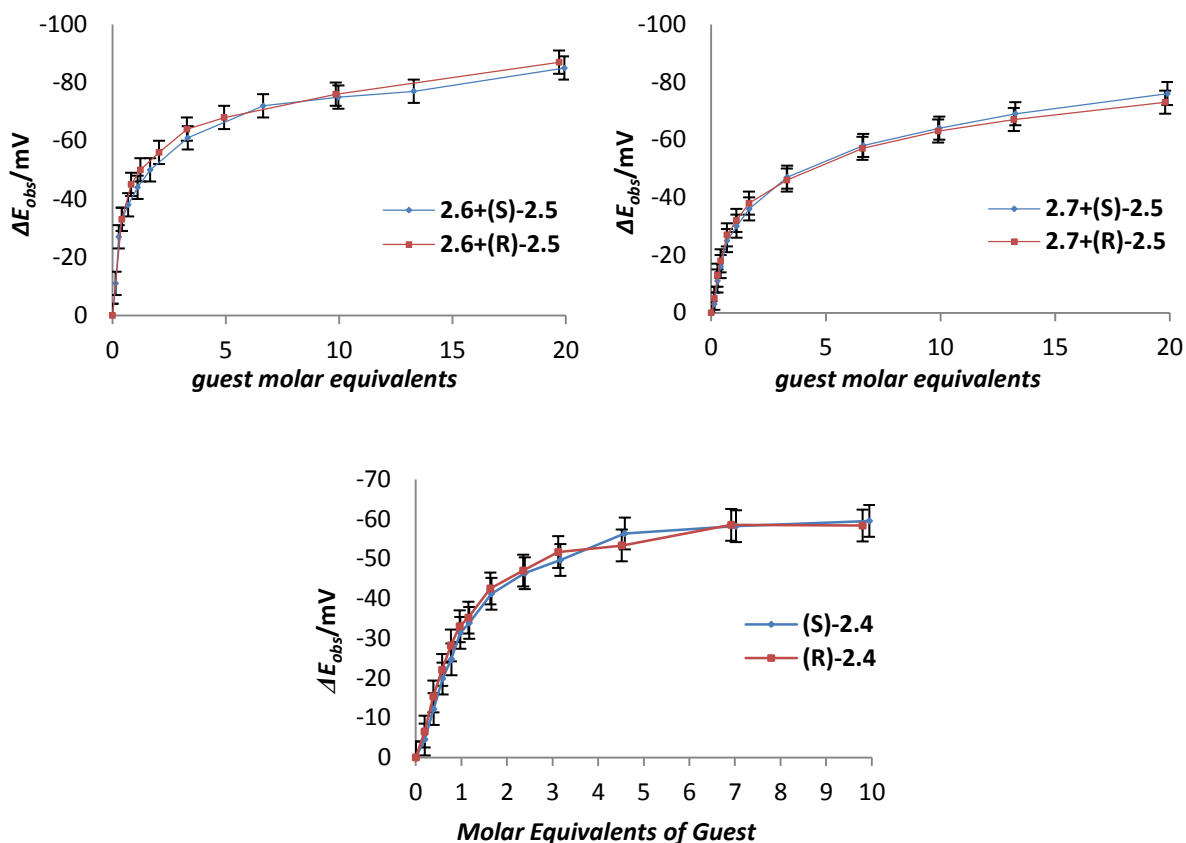 -100
-80
-60
-40
-20
0
ΔE_obs/mV
2.6+(S)-2.5
2.6+(R)-2.5
0 5 10 15 20
guest molar equivalents
-100
-80
-60
-40
-20
0
ΔE_obs/mV
2.7+(S)-2.5
2.7+(R)-2.5
0 5 10 15 20
guest molar equivalents
-70
-60
-50
-40
-30
-20
-10
0
ΔE_obs/mV
(S)-2.4
(R)-2.4
0 1 2 3 4 5 6 7 8 9 10
Molar Equivalents of Guest